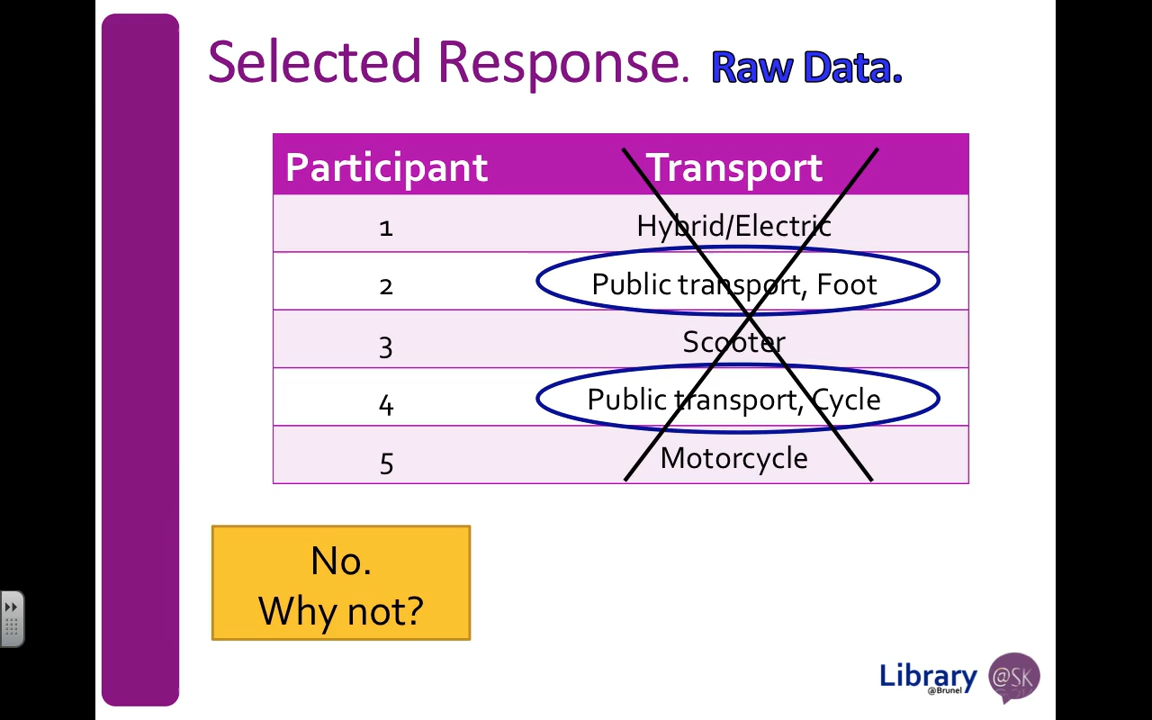 Selected Response. Raw Data.
Participant Transport
1 Hybrid/Electric
2 Public transport, Foot
3 Scooter
4 Public transport, Cycle
5 Motorcycle
No.
Why not?
Library @SK
@Brunel